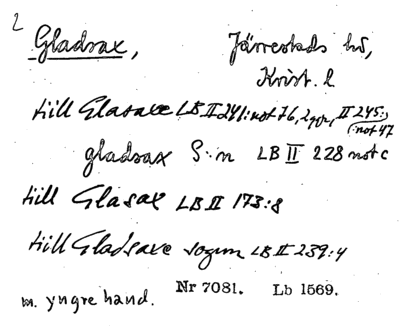 2
Gladsax, Järrestads hd,
Krist. l
till Glasaxe LB II 241: not 76, 2 ggr, II 245:
not 47
gladsax S:n LB II 228 not c
till Glasax LB II 173:8
till Gladsaxe sogun LB II 239:4
m. yngre hand. Nr 7081. Lb 1569.